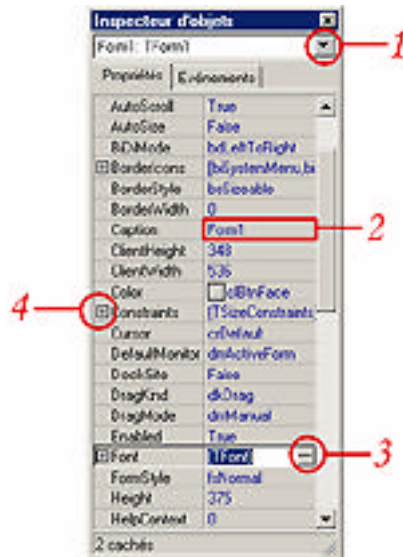 Inspecteur d'objets
Form1: TForm1
1
Propriétés Evénements
AutoScroll True
AutoSize False
BiDiMode bdLeftToRight
BorderIcons [biSystemMenu,bi
BorderStyle bsSizeable
BorderWidth 0
Caption Form1
2
ClientHeight 348
ClientWidth 536
Color clBtnFace
4
Constraints (TSizeConstraints
Cursor crDefault
DefaultMonitor dmActiveForm
DockSite False
DragKind dkDrag
DragMode dmManual
Enabled True
Font (TFont) ...
3
FormStyle fsNormal
Height 375
HelpContext 0
2 cachés